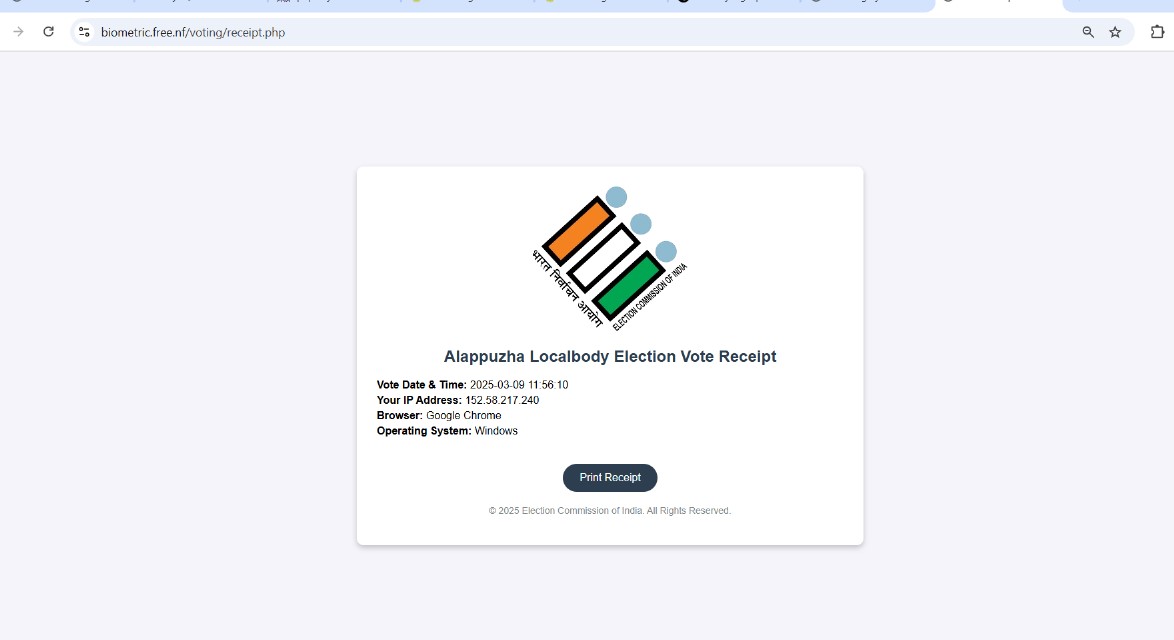 biometric.free.nf/voting/receipt.php
भारत निर्वाचन आयोग
ELECTION COMMISSION OF INDIA
Alappuzha Localbody Election Vote Receipt
Vote Date & Time: 2025-03-09 11:56:10
Your IP Address: 152.58.217.240
Browser: Google Chrome
Operating System: Windows
Print Receipt
© 2025 Election Commission of India. All Rights Reserved.